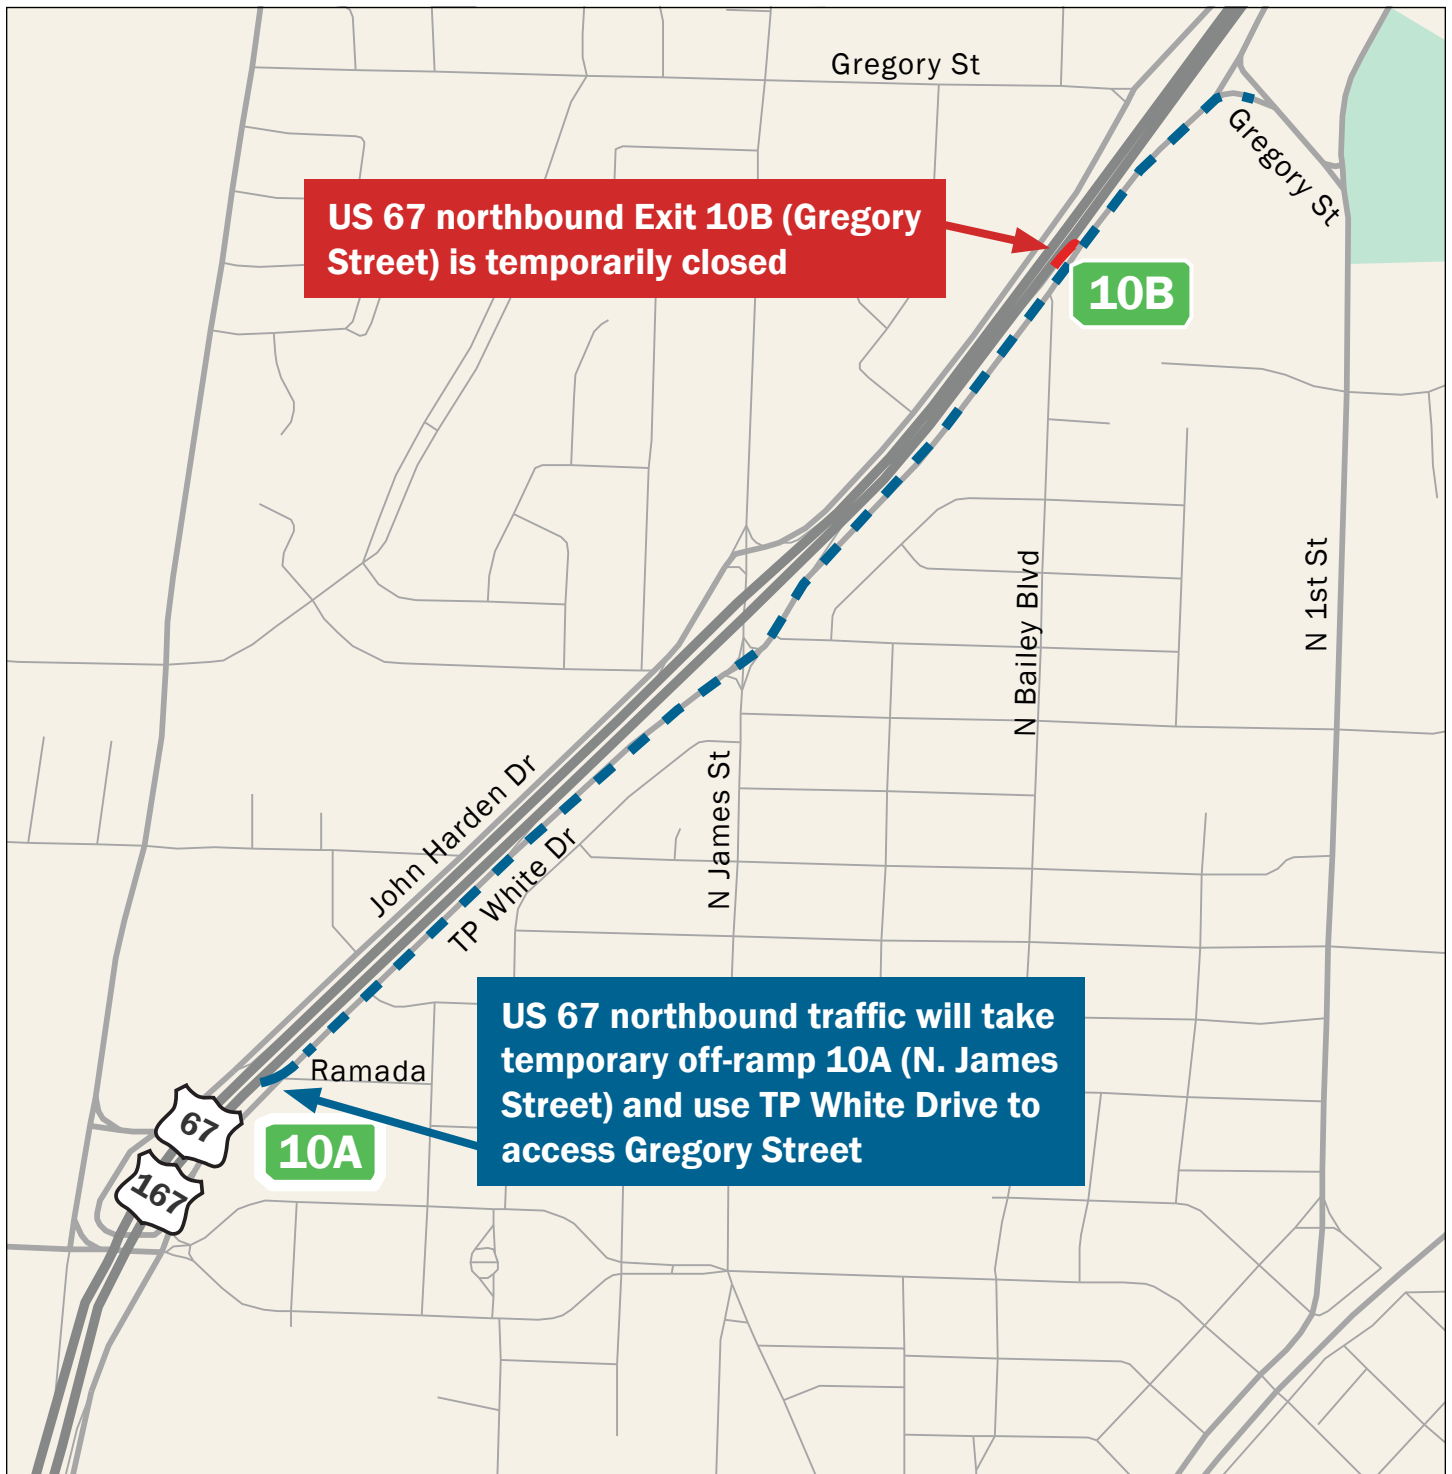 Gregory St
Gregory St
US 67 northbound Exit 10B (Gregory
Street) is temporarily closed
10B
N 1st St
N Bailey Blvd
John Harden Dr
N James St
TP White Dr
US 67 northbound traffic will take
temporary off-ramp 10A (N. James
Street) and use TP White Drive to
access Gregory Street
Ramada
67
10A
167